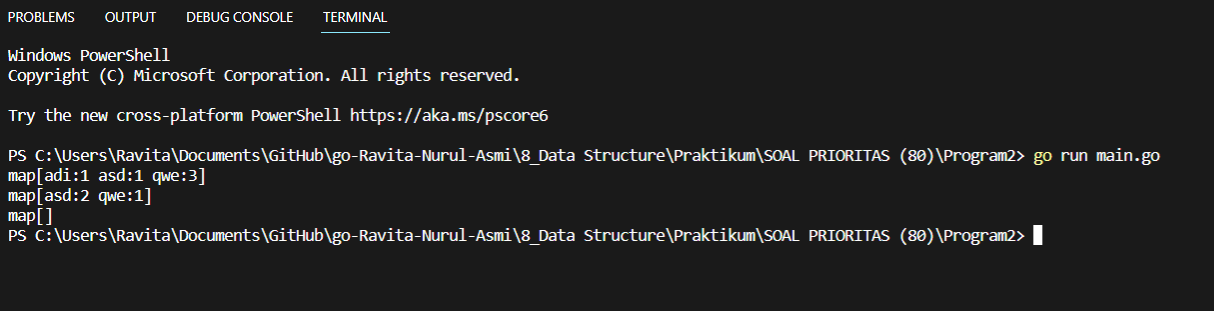 PROBLEMS OUTPUT DEBUG CONSOLE TERMINAL
Windows PowerShell
Copyright (C) Microsoft Corporation. All rights reserved.
Try the new cross-platform PowerShell https://aka.ms/pscore6
PS C:\Users\Ravita\Documents\GitHub\go-Ravita-Nurul-Asmi\8_Data Structure\Praktikum\SOAL PRIORITAS (80)\Program2> go run main.go
map[adi:1 asd:1 qwe:3]
map[asd:2 qwe:1]
map[]
PS C:\Users\Ravita\Documents\GitHub\go-Ravita-Nurul-Asmi\8_Data Structure\Praktikum\SOAL PRIORITAS (80)\Program2>